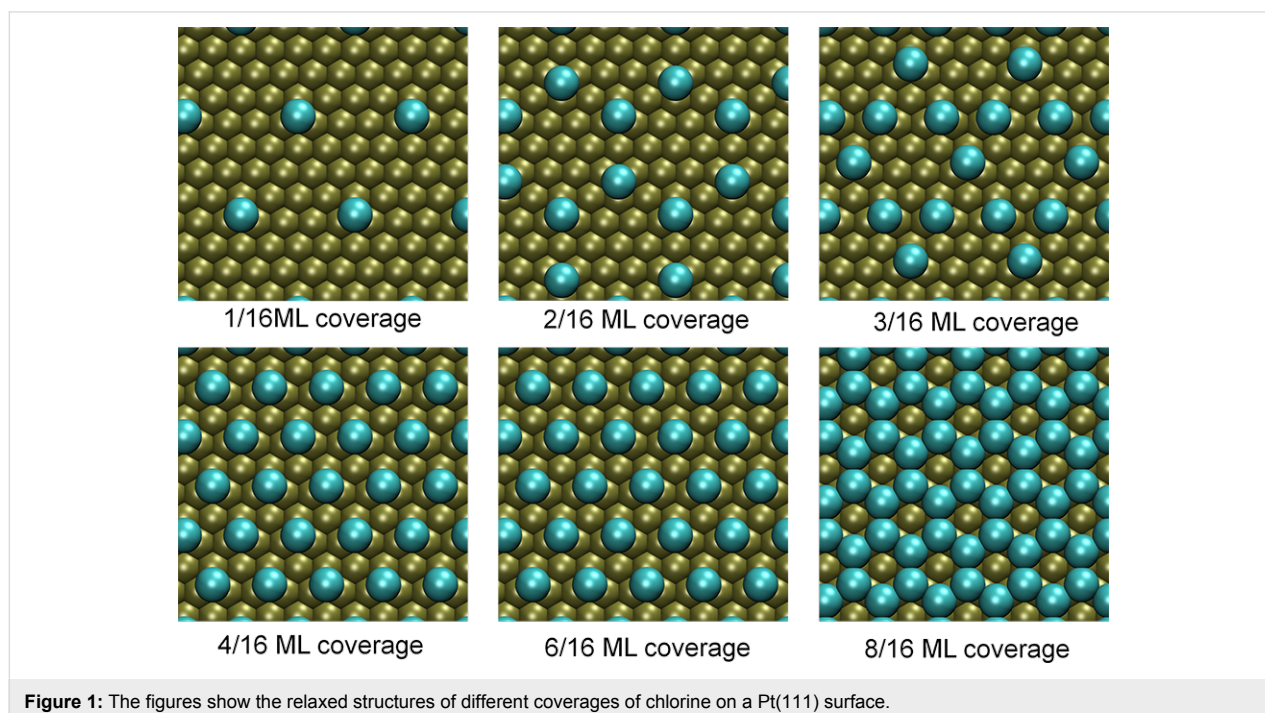 1/16ML coverage
2/16 ML coverage
3/16 ML coverage
4/16 ML coverage
6/16 ML coverage
8/16 ML coverage
Figure 1: The figures show the relaxed structures of different coverages of chlorine on a Pt(111) surface.